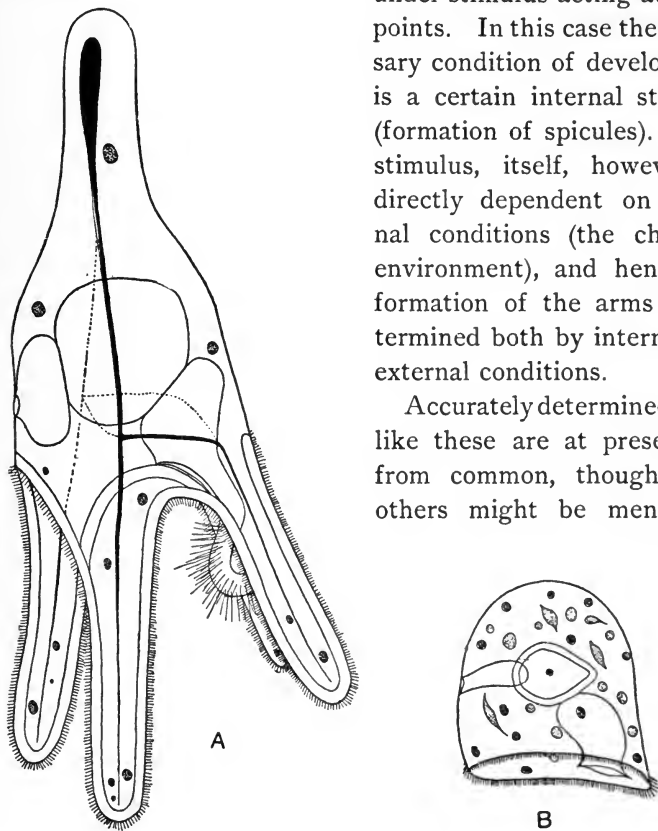 under stimulus acting
points. In this case the
sary condition of develo
is a certain internal st
(formation of spicules).
stimulus, itself, howev
directly dependent on
nal conditions (the ch
environment), and hen
formation of the arms
termined both by intern
external conditions.
Accurately determine
like these are at prese
from common, though
others might be men
A
B